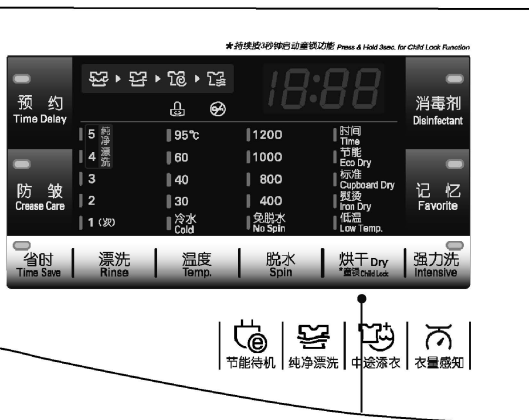 ★持续按3秒钟启动童锁功能 Press & Hold 3sec. for Child Lock Function
预 约
Time Delay
18:88
消毒剂
Disinfectant
5 纯净漂洗 95℃ 1200 时间 Time
4 60 1000 节能 Eco Dry
3 40 800 标准 Cupboard Dry
2 30 400 熨烫 Iron Dry
1 (次) 冷水 Cold 免脱水 No Spin 低温 Low Temp.
防 皱
Crease Care
记 忆
Favorite
省时 漂洗 温度 脱水 烘干 Dry 强力洗
Time Save Rinse Temp. Spin *童锁 Child Lock Intensive
节能待机 纯净漂洗 中途添衣 衣量感知